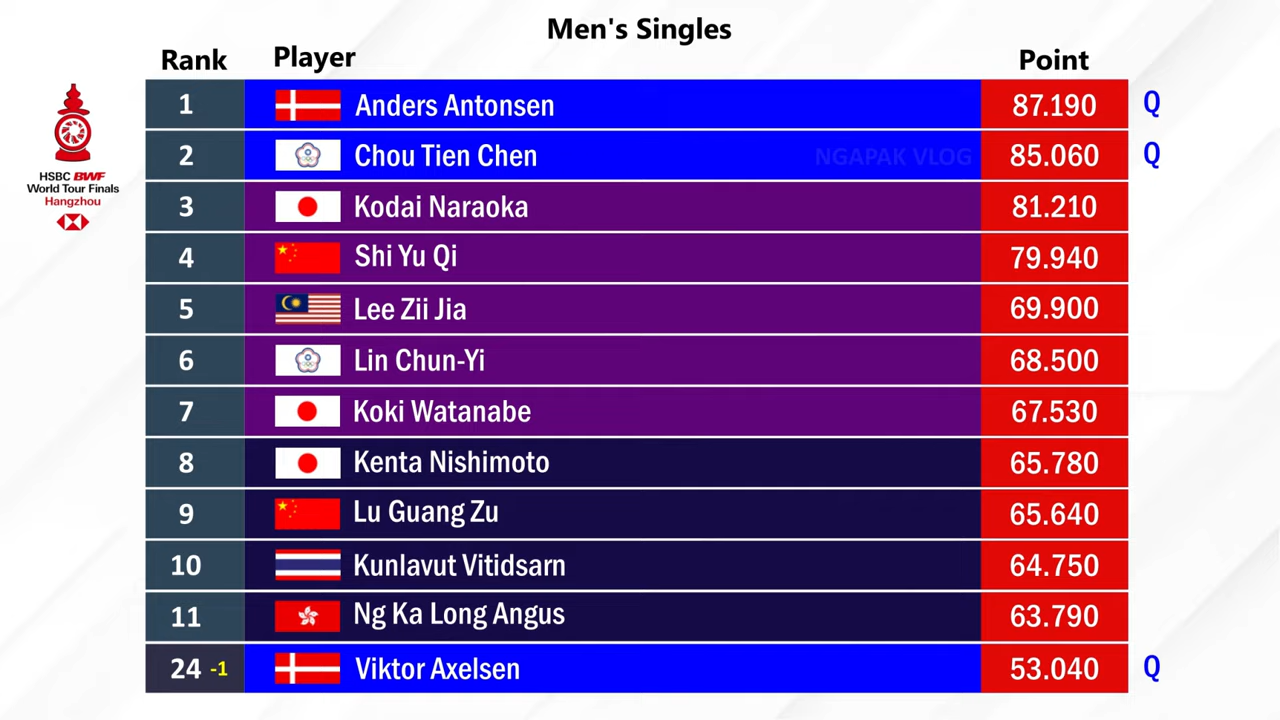 Men's Singles
Rank Player Point
HSBC BWF
World Tour Finals
Hangzhou
1 Anders Antonsen 87.190 Q
2 Chou Tien Chen NGAPAK VLOG 85.060 Q
3 Kodai Naraoka 81.210
4 Shi Yu Qi 79.940
5 Lee Zii Jia 69.900
6 Lin Chun-Yi 68.500
7 Koki Watanabe 67.530
8 Kenta Nishimoto 65.780
9 Lu Guang Zu 65.640
10 Kunlavut Vitidsarn 64.750
11 Ng Ka Long Angus 63.790
24 -1 Viktor Axelsen 53.040 Q